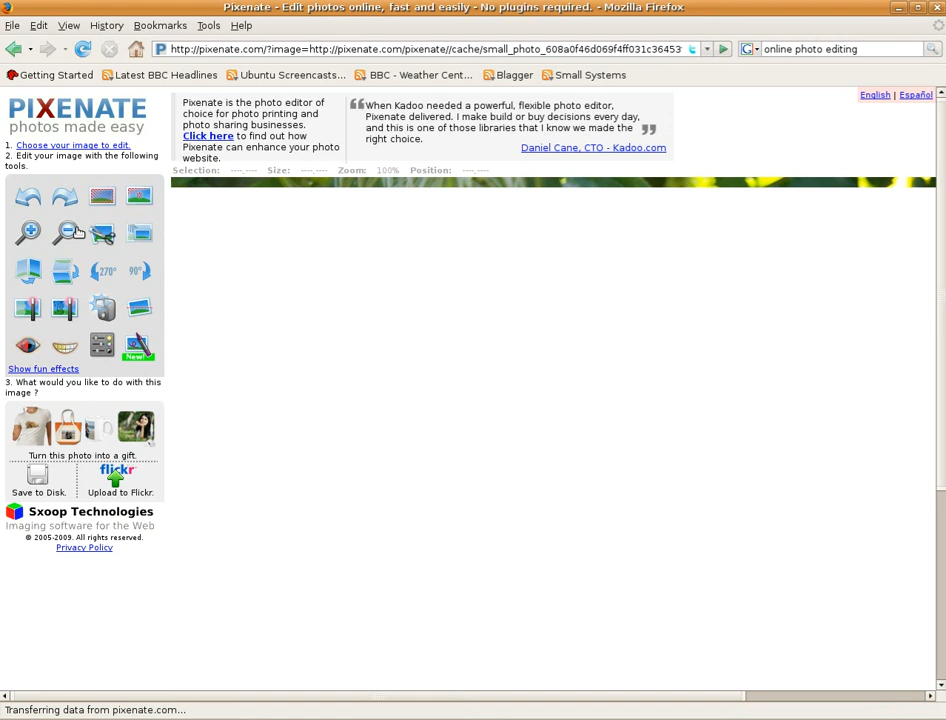 Pixenate - Edit photos online, fast and easily - No plugins required. - Mozilla Firefox
File Edit View History Bookmarks Tools Help
http://pixenate.com/?image=http://pixenate.com/pixenate//cache/small_photo_608a0f46d069f4ff031c36453 online photo editing
Getting Started Latest BBC Headlines Ubuntu Screencasts... BBC - Weather Cent... Blagger Small Systems
English | Español
PIXENATE
photos made easy
1. Choose your image to edit.
2. Edit your image with the following
tools.
Pixenate is the photo editor of
choice for photo printing and
photo sharing businesses.
Click here to find out how
Pixenate can enhance your photo
website.
When Kadoo needed a powerful, flexible photo editor,
Pixenate delivered. I make build or buy decisions every day,
and this is one of those libraries that I know we made the
right choice.
Daniel Cane, CTO - Kadoo.com
Selection: ----,---- Size: ----,---- Zoom: 100% Position: ----,----
270° 90°
New!
Show fun effects
3. What would you like to do with this
image ?
Turn this photo into a gift.
flickr
Save to Disk. Upload to Flickr.
Sxoop Technologies
Imaging software for the Web
© 2005-2009. All rights reserved.
Privacy Policy
Transferring data from pixenate.com...